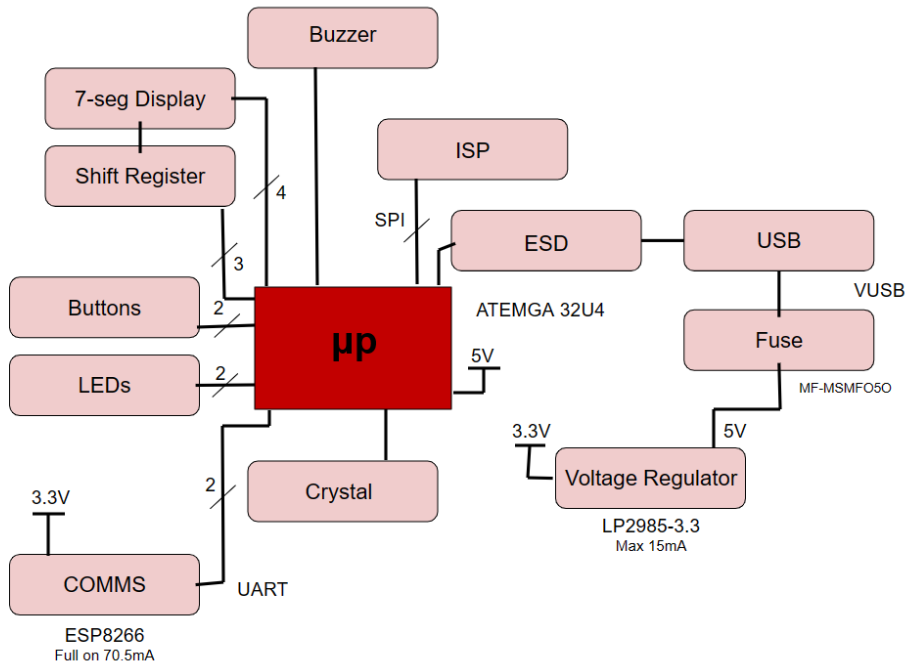 Buzzer
7-seg Display
ISP
Shift Register
4
SPI
ESD
USB
3
VUSB
Buttons
2
ATEMGA 32U4
µp
Fuse
5V
LEDs
2
MF-MSMFO5O
3.3V
5V
2
Crystal
Voltage Regulator
3.3V
LP2985-3.3
Max 15mA
COMMS
UART
ESP8266
Full on 70.5mA